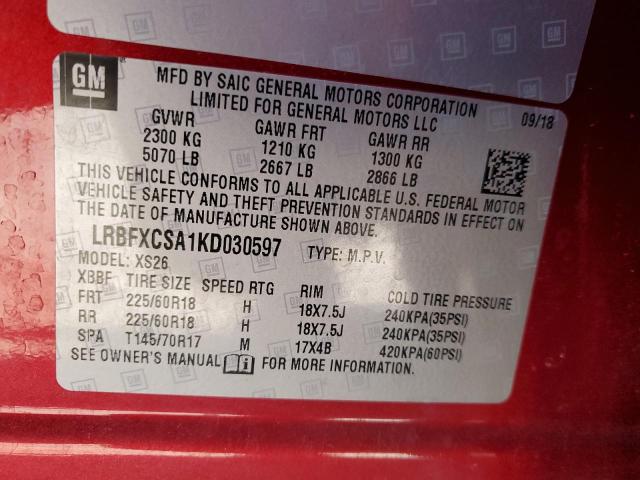 GM
MFD BY SAIC GENERAL MOTORS CORPORATION
LIMITED FOR GENERAL MOTORS LLC
09/18
GVWR GAWR FRT GAWR RR
2300 KG 1210 KG 1300 KG
5070 LB 2667 LB 2866 LB
THIS VEHICLE CONFORMS TO ALL APPLICABLE U.S. FEDERAL MOTOR
VEHICLE SAFETY AND THEFT PREVENTION STANDARDS IN EFFECT ON
THE DATE OF MANUFACTURE SHOWN ABOVE.
LRBFXCSA1KD030597 TYPE: M.P.V.
MODEL: XS26
XBBF TIRE SIZE SPEED RTG RIM COLD TIRE PRESSURE
FRT 225/60R18 H 18X7.5J 240KPA(35PSI)
RR 225/60R18 H 18X7.5J 240KPA(35PSI)
SPA T145/70R17 M 17X4B 420KPA(60PSI)
SEE OWNER'S MANUAL FOR MORE INFORMATION.